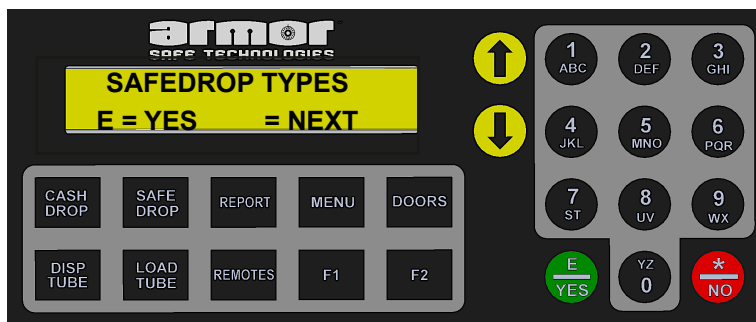 armor
SAFE TECHNOLOGIES
SAFEDROP TYPES
E = YES = NEXT
CASH DROP
SAFE DROP
REPORT
MENU
DOORS
DISP TUBE
LOAD TUBE
REMOTES
F1
F2
1
ABC
2
DEF
3
GHI
4
JKL
5
MNO
6
PQR
7
ST
8
UV
9
WX
E
YES
YZ
0
*
NO